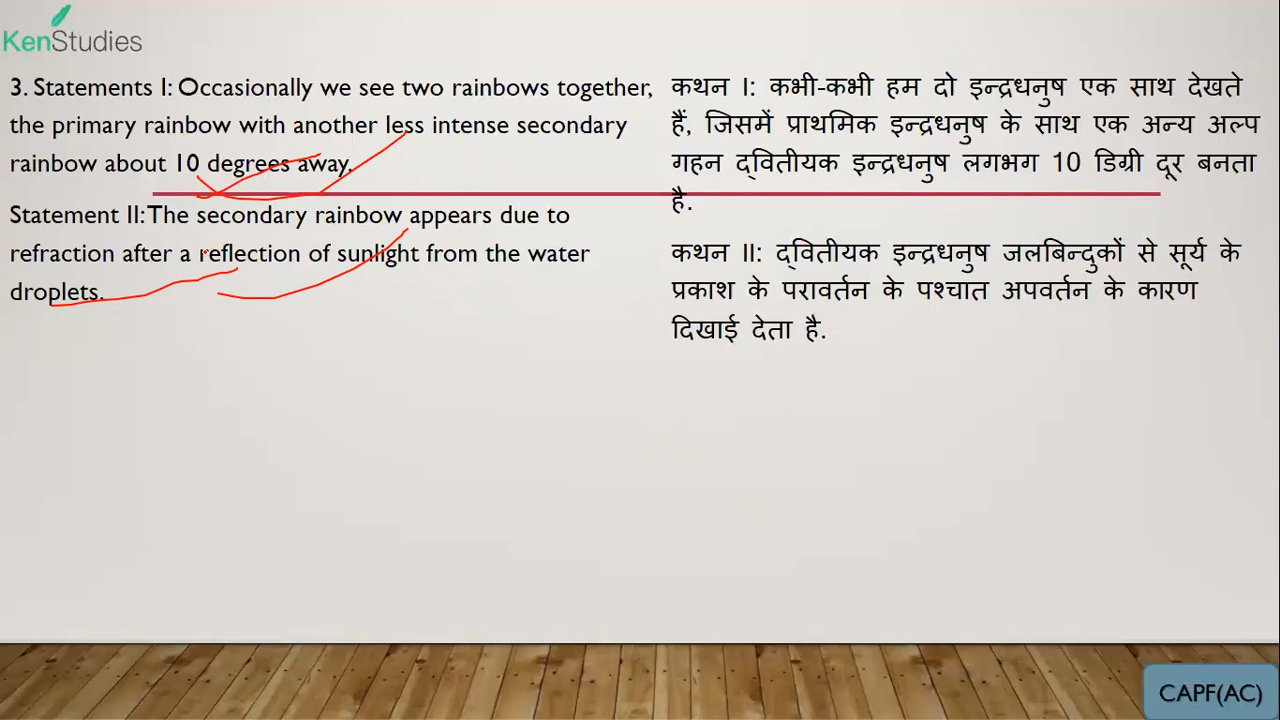 KenStudies
3. Statements I: Occasionally we see two rainbows together,
the primary rainbow with another less intense secondary
rainbow about 10 degrees away.
Statement II: The secondary rainbow appears due to
refraction after a reflection of sunlight from the water
droplets.
कथन I: कभी-कभी हम दो इन्द्रधनुष एक साथ देखते
हैं, जिसमें प्राथमिक इन्द्रधनुष के साथ एक अन्य अल्प
गहन द्वितीयक इन्द्रधनुष लगभग 10 डिग्री दूर बनता
है.
कथन II: द्वितीयक इन्द्रधनुष जलबिन्दुकों से सूर्य के
प्रकाश के परावर्तन के पश्चात अपवर्तन के कारण
दिखाई देता है.
CAPF(AC)